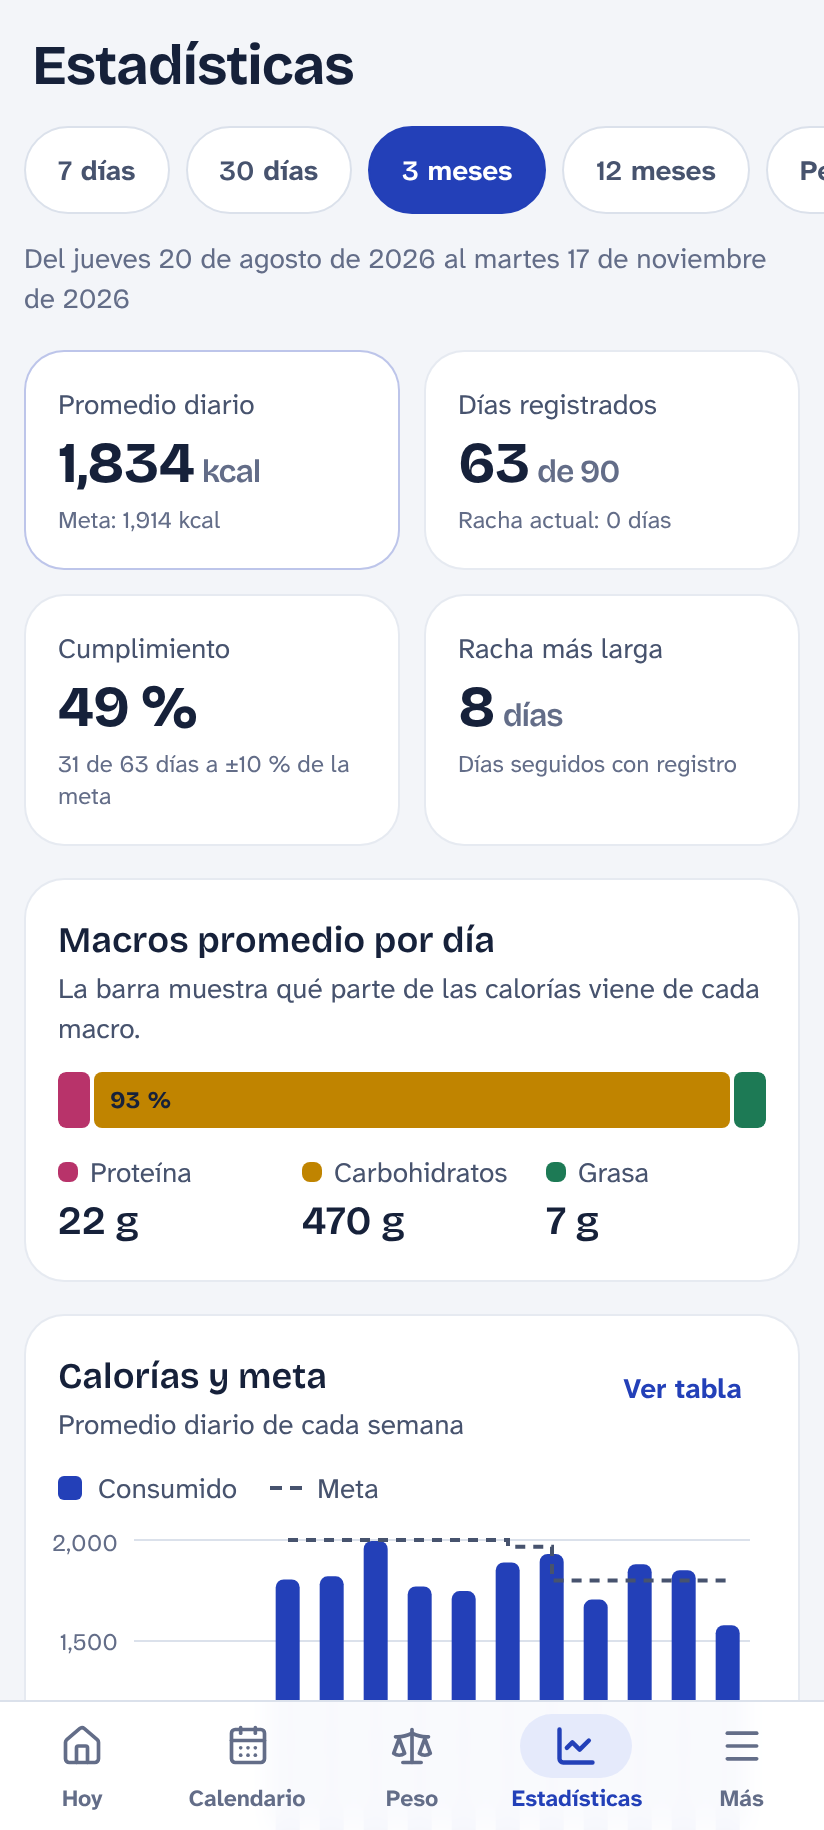 Estadísticas
7 días
30 días
3 meses
12 meses
Pe
Del jueves 20 de agosto de 2026 al martes 17 de noviembre
de 2026
Promedio diario
1,834 kcal
Meta: 1,914 kcal
Días registrados
63 de 90
Racha actual: 0 días
Cumplimiento
49 %
31 de 63 días a ±10 % de la
meta
Racha más larga
8 días
Días seguidos con registro
Macros promedio por día
La barra muestra qué parte de las calorías viene de cada
macro.
93 %
Proteína
22 g
Carbohidratos
470 g
Grasa
7 g
Calorías y meta
Ver tabla
Promedio diario de cada semana
Consumido
Meta
2,000
1,500
Hoy
Calendario
Peso
Estadísticas
Más